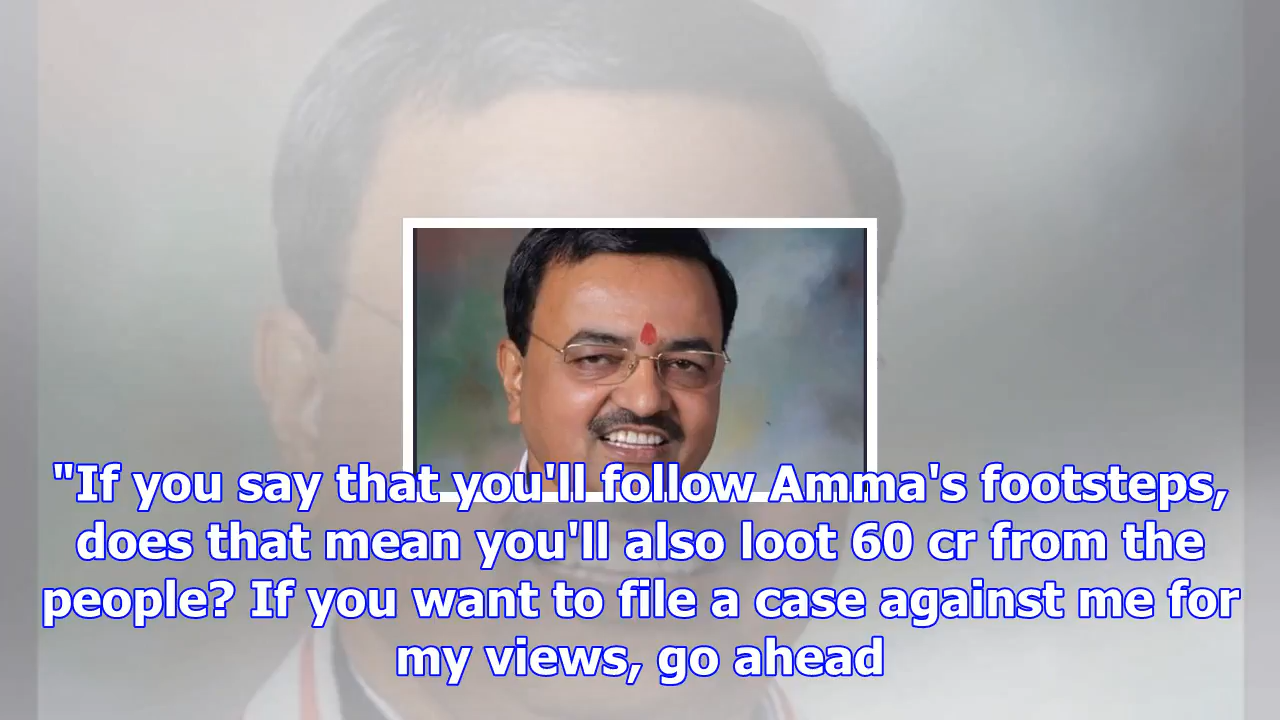 "If you say that you'll follow Amma's footsteps,
does that mean you'll also loot 60 cr from the
people? If you want to file a case against me for
my views, go ahead